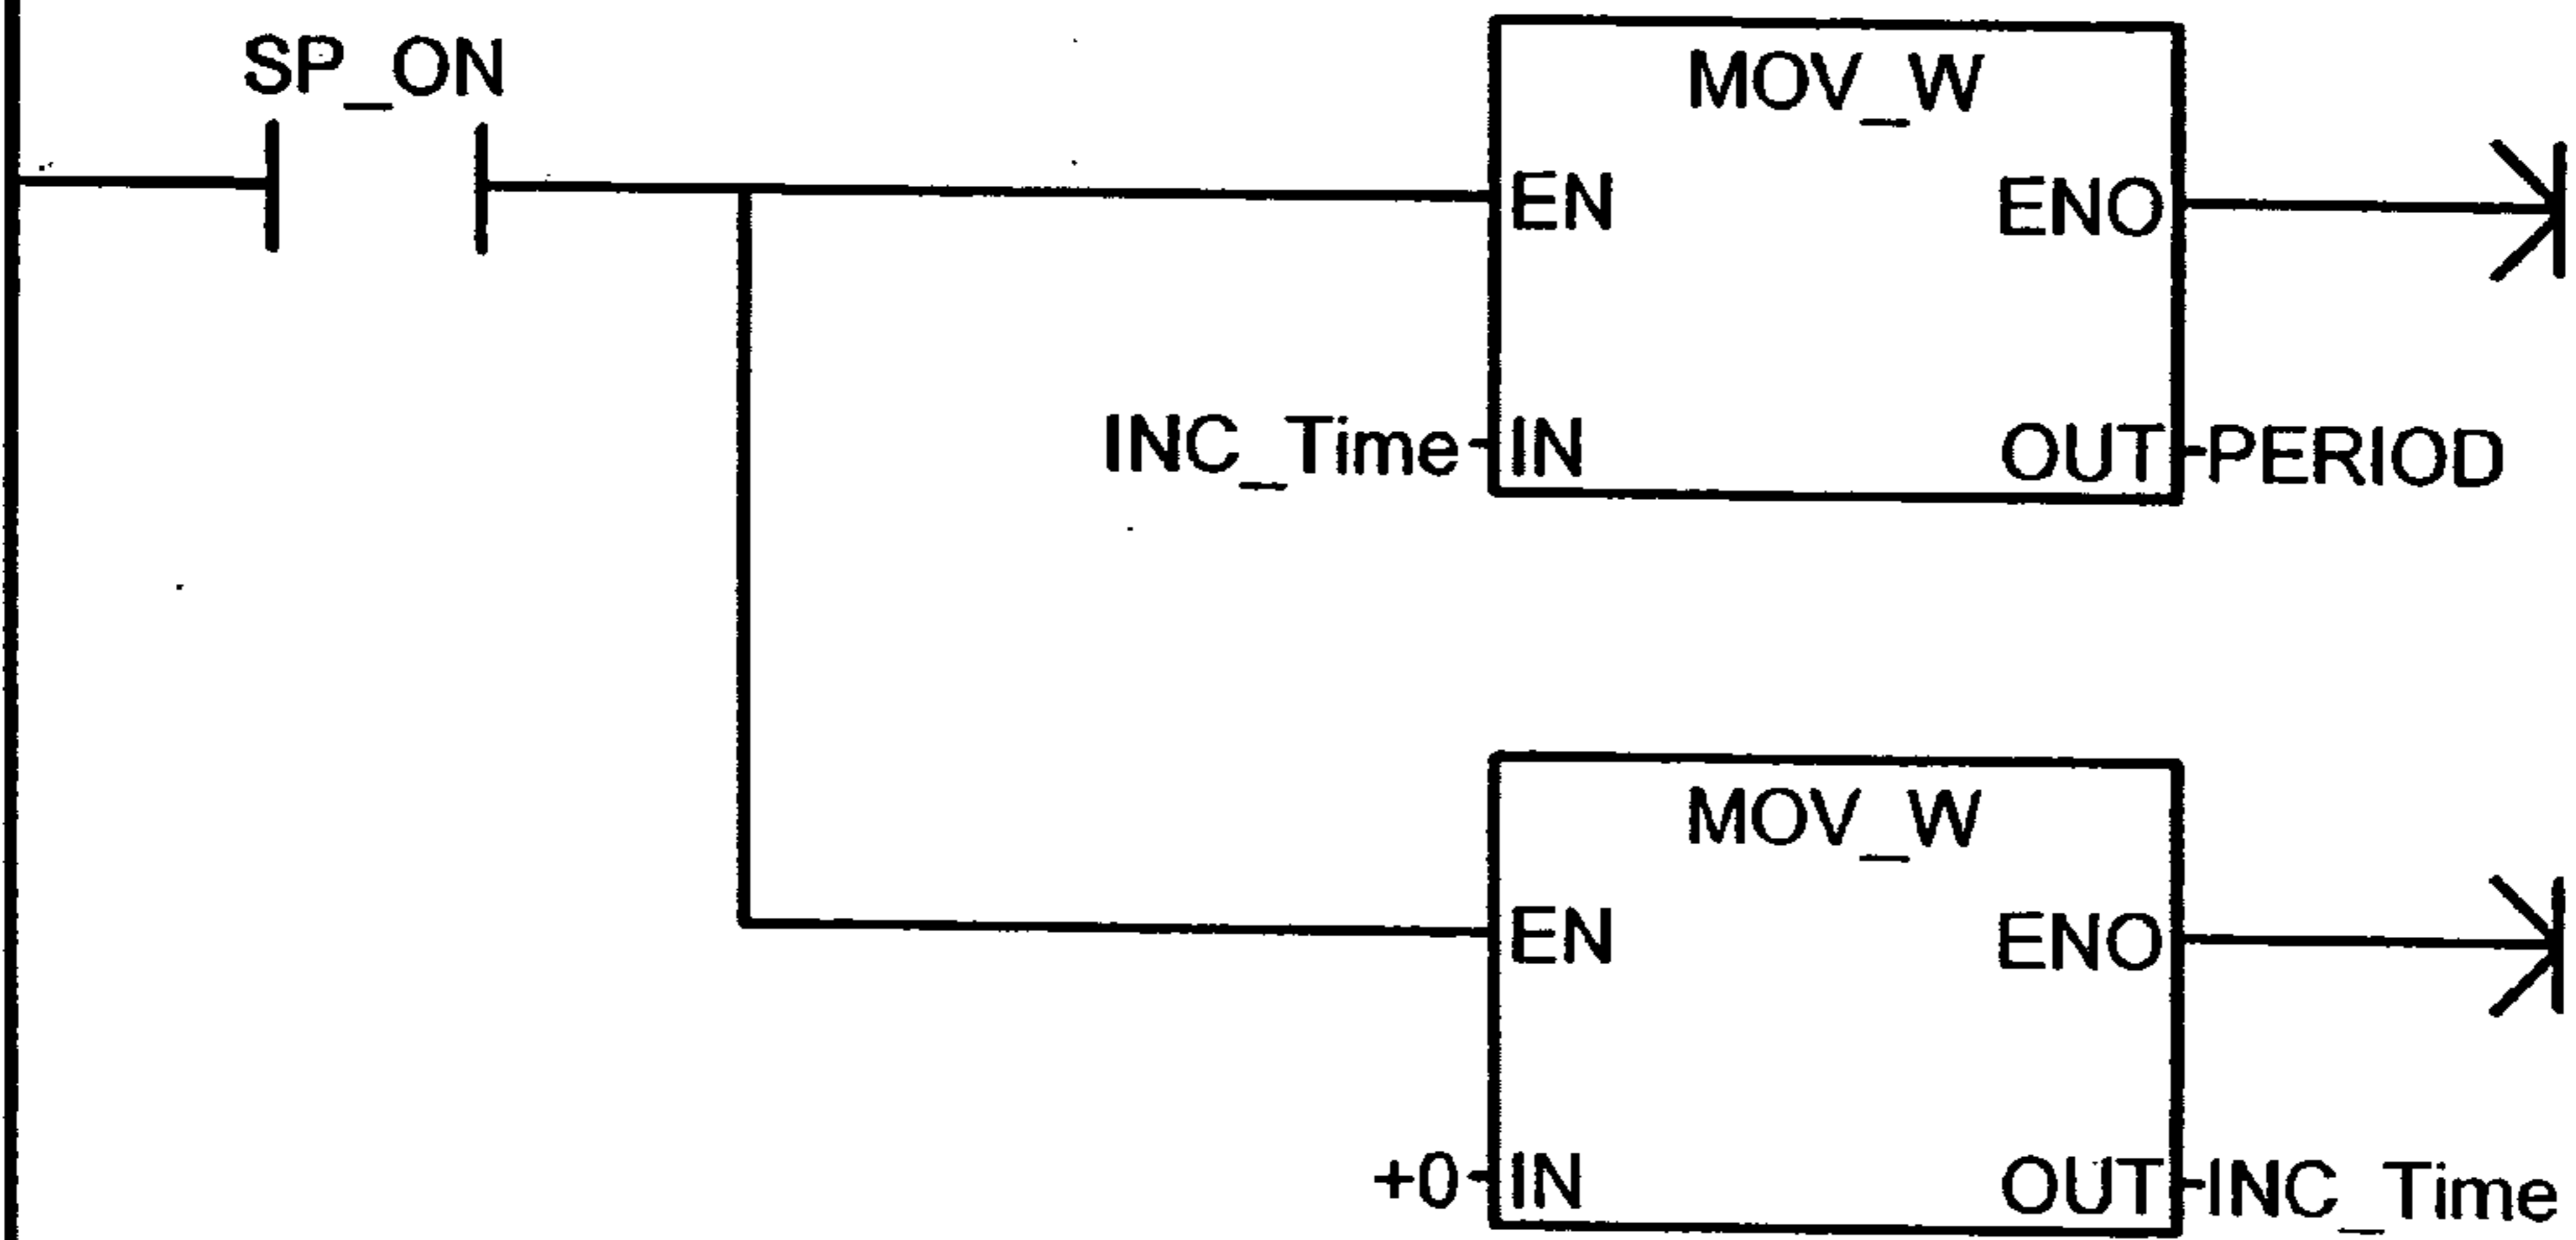 SP_ON
MOV_W
EN ENO
INC_Time IN OUT PERIOD
MOV_W
EN ENO
+0 IN OUT INC_Time